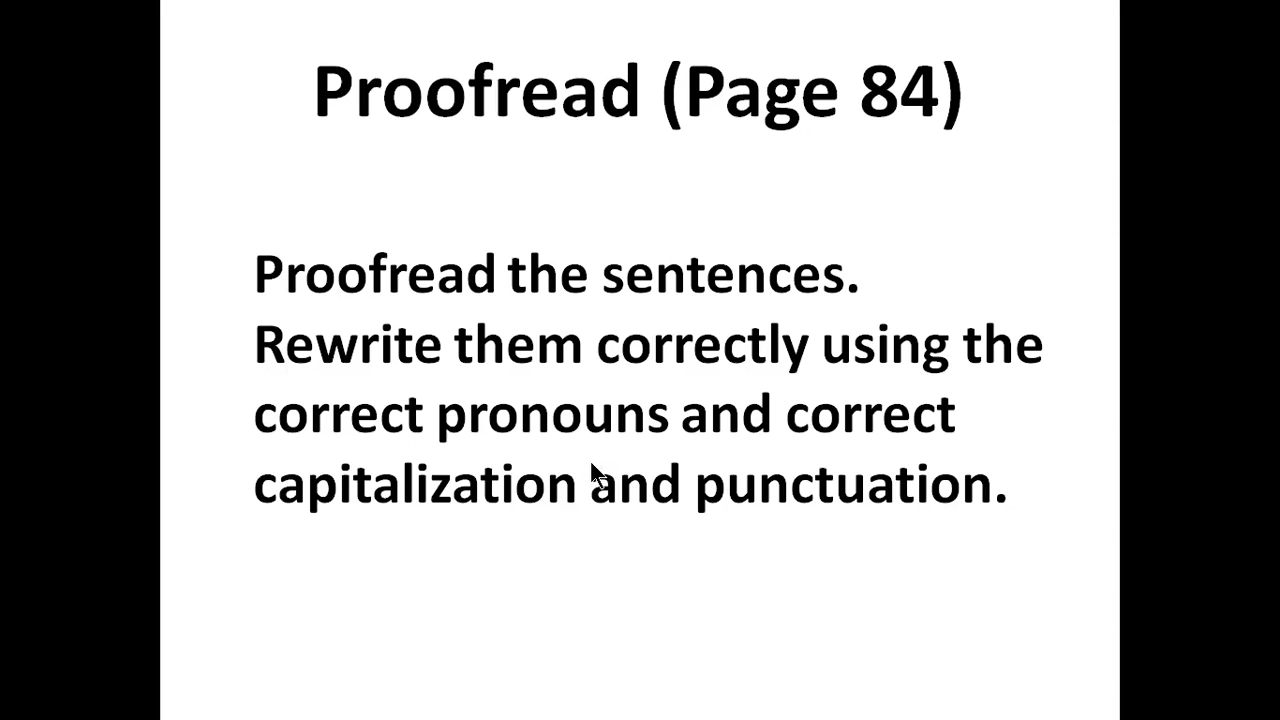 Proofread (Page 84)
Proofread the sentences.
Rewrite them correctly using the
correct pronouns and correct
capitalization and punctuation.